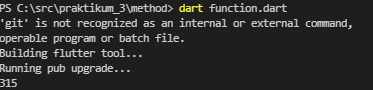 PS C:\src\praktikum_3\method> dart function.dart
'git' is not recognized as an internal or external command,
operable program or batch file.
Building flutter tool...
Running pub upgrade...
315